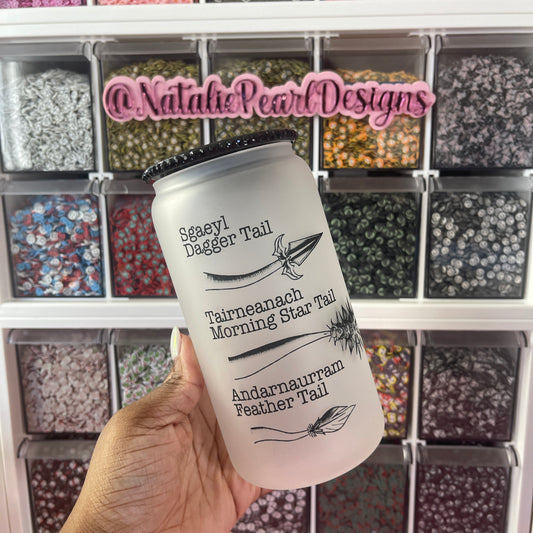 @NataliePearlDesigns
Sgaeyl
Dagger Tail
Tairneanach
Morning Star Tail
Andarnaurram
Feather Tail